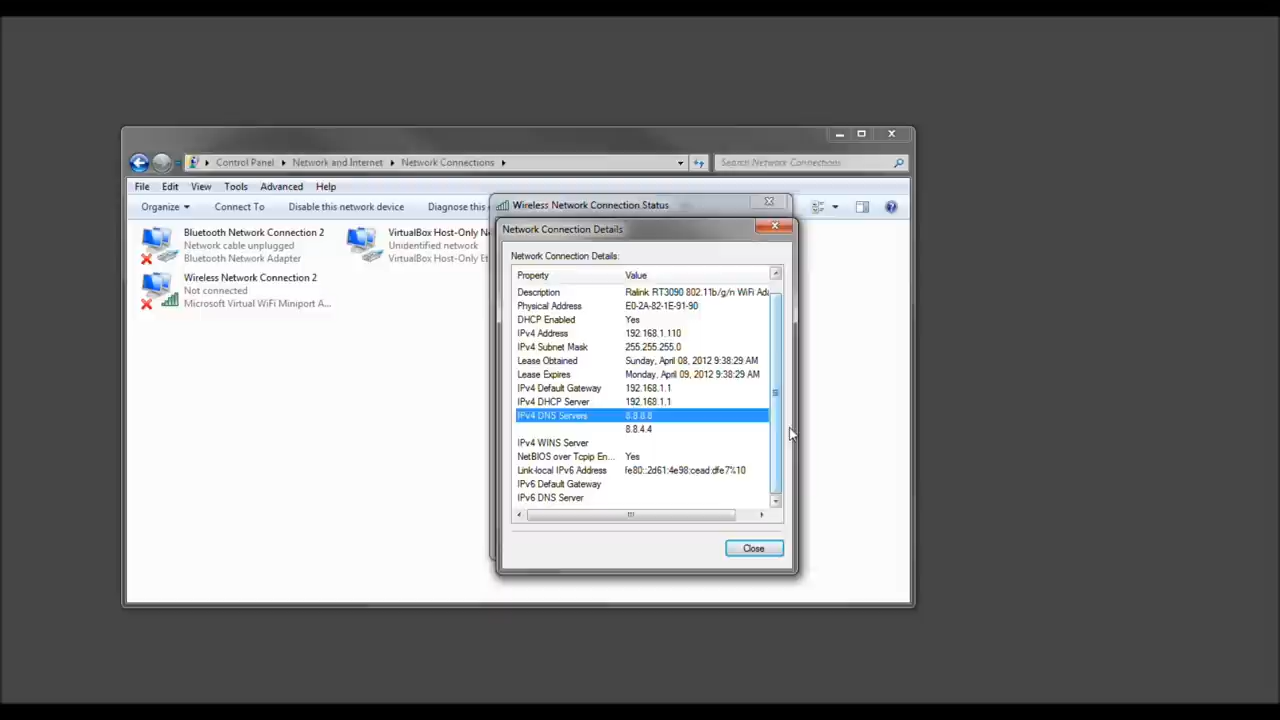 Control Panel Network and Internet Network Connections Search Network Connections
File Edit View Tools Advanced Help
Organize Connect To Disable this network device Diagnose this
Bluetooth Network Connection 2
Network cable unplugged
Bluetooth Network Adapter
VirtualBox Host-Only Ne
Unidentified network
VirtualBox Host-Only Et
Wireless Network Connection 2
Not connected
Microsoft Virtual WiFi Miniport A...
Wireless Network Connection Status
Network Connection Details
Network Connection Details:
Property Value
Description Ralink RT3090 802.11b/g/n WiFi Ada
Physical Address E0-2A-82-1E-91-90
DHCP Enabled Yes
IPv4 Address 192.168.1.110
IPv4 Subnet Mask 255.255.255.0
Lease Obtained Sunday, April 08, 2012 9:38:29 AM
Lease Expires Monday, April 09, 2012 9:38:29 AM
IPv4 Default Gateway 192.168.1.1
IPv4 DHCP Server 192.168.1.1
IPv4 DNS Servers 8.8.8.8
8.8.4.4
IPv4 WINS Server
NetBIOS over Tcpip En... Yes
Link-local IPv6 Address fe80::2d61:4e98:cead:dfe7%10
IPv6 Default Gateway
IPv6 DNS Server
Close